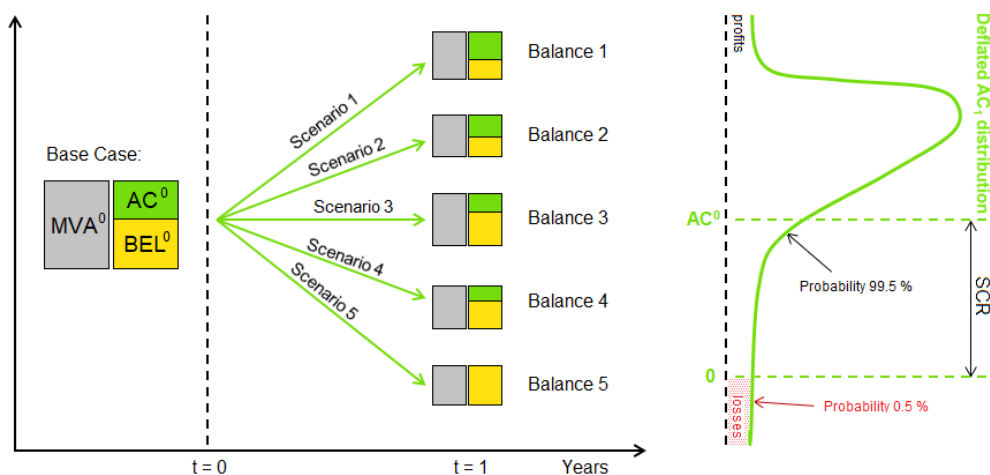 Base Case:
MVA⁰
AC⁰
BEL⁰
Scenario 1
Scenario 2
Scenario 3
Scenario 4
Scenario 5
Balance 1
Balance 2
Balance 3
Balance 4
Balance 5
t = 0
t = 1
Years
profits
Deflated AC₁ distribution
AC⁰
Probability 99.5 %
SCR
0
losses
Probability 0.5 %